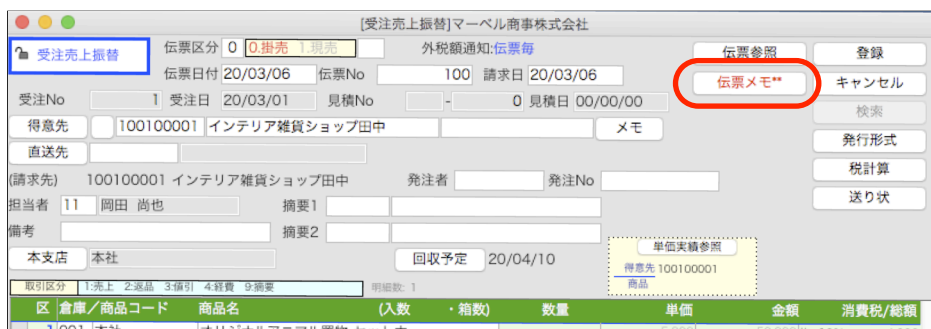 [受注売上振替]マーベル商事株式会社
受注売上振替 伝票区分 0 0.掛売 1.現売 外税額通知:伝票毎 伝票参照 登録
伝票日付 20/03/06 伝票No 100 請求日 20/03/06 伝票メモ** キャンセル
受注No 1 受注日 20/03/01 見積No - 0 見積日 00/00/00 検索
得意先 100100001 インテリア雑貨ショップ田中 メモ 発行形式
直送先 税計算
(請求先) 100100001 インテリア雑貨ショップ田中 発注者 発注No 送り状
担当者 11 岡田 尚也 摘要1
備考 摘要2
本支店 本社 回収予定 20/04/10 単価実績参照
得意先 100100001
商品
取引区分 1:売上 2:返品 3:値引 4:経費 9:摘要 明細数: 1
区 倉庫/商品コード 商品名 (入数 ・箱数) 数量 単価 金額 消費税/総額